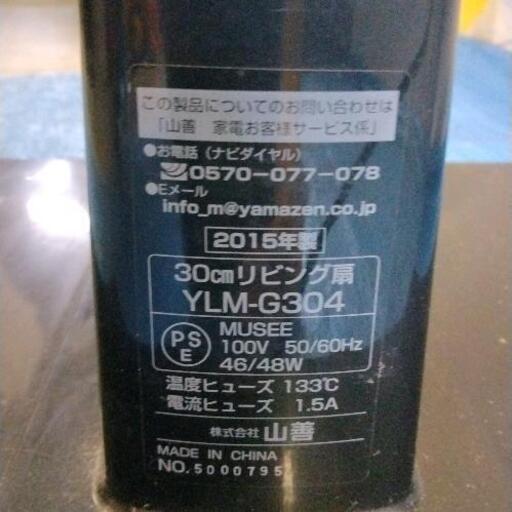 この製品についてのお問い合わせは
「山善 家電お客様サービス係」
●お電話（ナビダイヤル）
0570-077-078
●Eメール
info_m@yamazen.co.jp
2015年製
30cmリビング扇
YLM-G304
PS
E
MUSEE
100V 50/60Hz
46/48W
温度ヒューズ 133℃
電流ヒューズ 1.5A
株式会社 山善
MADE IN CHINA
NO.5000795